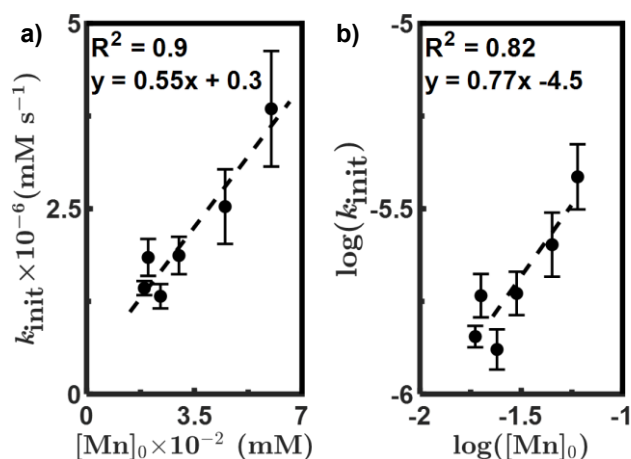 a)
R² = 0.9
y = 0.55x + 0.3
5
2.5
0
0
3.5
7
k_init × 10⁻⁶ (mM s⁻¹)
[Mn]₀ × 10⁻² (mM)
b)
R² = 0.82
y = 0.77x -4.5
-5
-5.5
-6
-2
-1.5
-1
log(k_init)
log([Mn]₀)